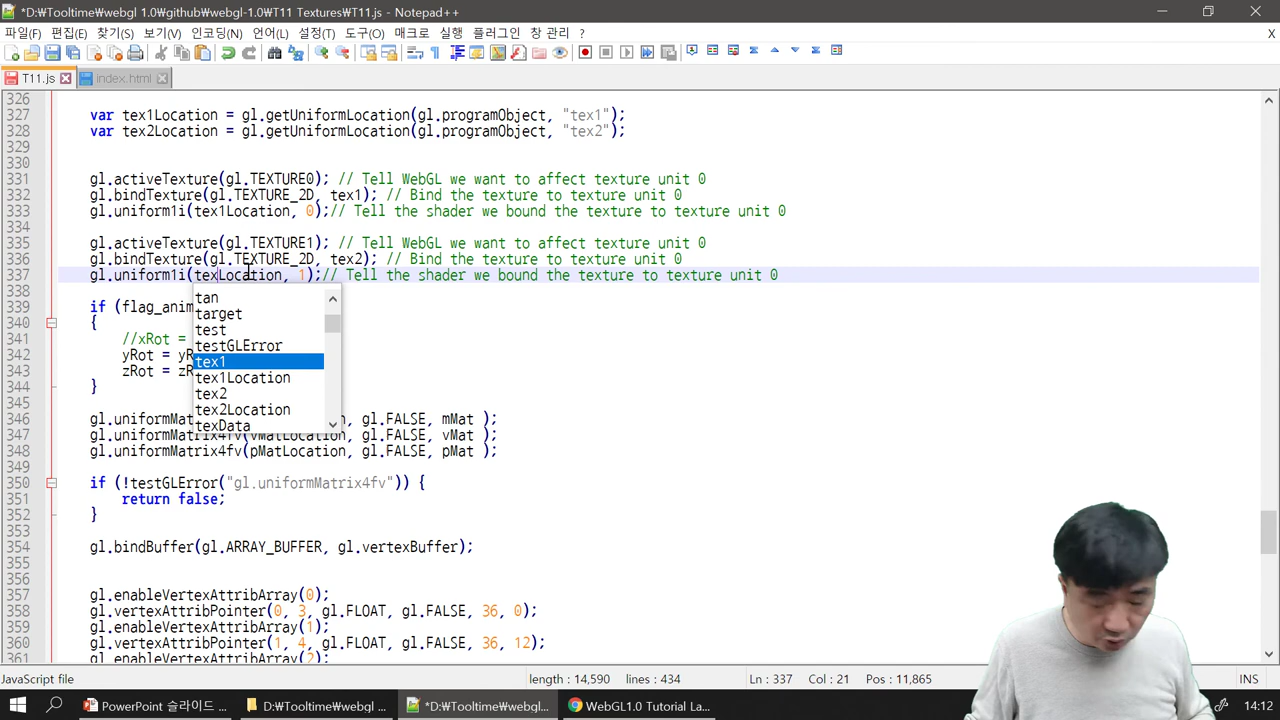 *D:₩Tooltime₩webgl 1.0₩github₩webgl-1.0₩T11 Textures₩T11.js - Notepad++
파일(F) 편집(E) 찾기(S) 보기(V) 인코딩(N) 언어(L) 설정(T) 도구(O) 매크로 실행 플러그인 창 관리 ? X
T11.js index.html
326
327 var tex1Location = gl.getUniformLocation(gl.programObject, "tex1");
328 var tex2Location = gl.getUniformLocation(gl.programObject, "tex2");
329
330
331 gl.activeTexture(gl.TEXTURE0); // Tell WebGL we want to affect texture unit 0
332 gl.bindTexture(gl.TEXTURE_2D, tex1); // Bind the texture to texture unit 0
333 gl.uniform1i(tex1Location, 0);// Tell the shader we bound the texture to texture unit 0
334
335 gl.activeTexture(gl.TEXTURE1); // Tell WebGL we want to affect texture unit 0
336 gl.bindTexture(gl.TEXTURE_2D, tex2); // Bind the texture to texture unit 0
337 gl.uniform1i(texLocation, 1);// Tell the shader we bound the texture to texture unit 0
338
tan
339 if (flag_anim
target
340 {
test
341 //xRot =
testGLError
342 yRot = yR
tex1
343 zRot = zR
tex1Location
344 }
tex2
345
tex2Location
346 gl.uniformMat , gl.FALSE, mMat );
texData
347 gl.uniformMatrix4fv(vMatLocation, gl.FALSE, vMat );
348 gl.uniformMatrix4fv(pMatLocation, gl.FALSE, pMat );
349
350 if (!testGLError("gl.uniformMatrix4fv")) {
351 return false;
352 }
353
354 gl.bindBuffer(gl.ARRAY_BUFFER, gl.vertexBuffer);
355
356
357 gl.enableVertexAttribArray(0);
358 gl.vertexAttribPointer(0, 3, gl.FLOAT, gl.FALSE, 36, 0);
359 gl.enableVertexAttribArray(1);
360 gl.vertexAttribPointer(1, 4, gl.FLOAT, gl.FALSE, 36, 12);
361 gl.enableVertexAttribArray(2);
JavaScript file length : 14,590 lines : 434 Ln : 337 Col : 21 Pos : 11,865 INS
PowerPoint 슬라이드 ... D:₩Tooltime₩webgl ... *D:₩Tooltime₩webgl... WebGL1.0 Tutorial La... 14:12